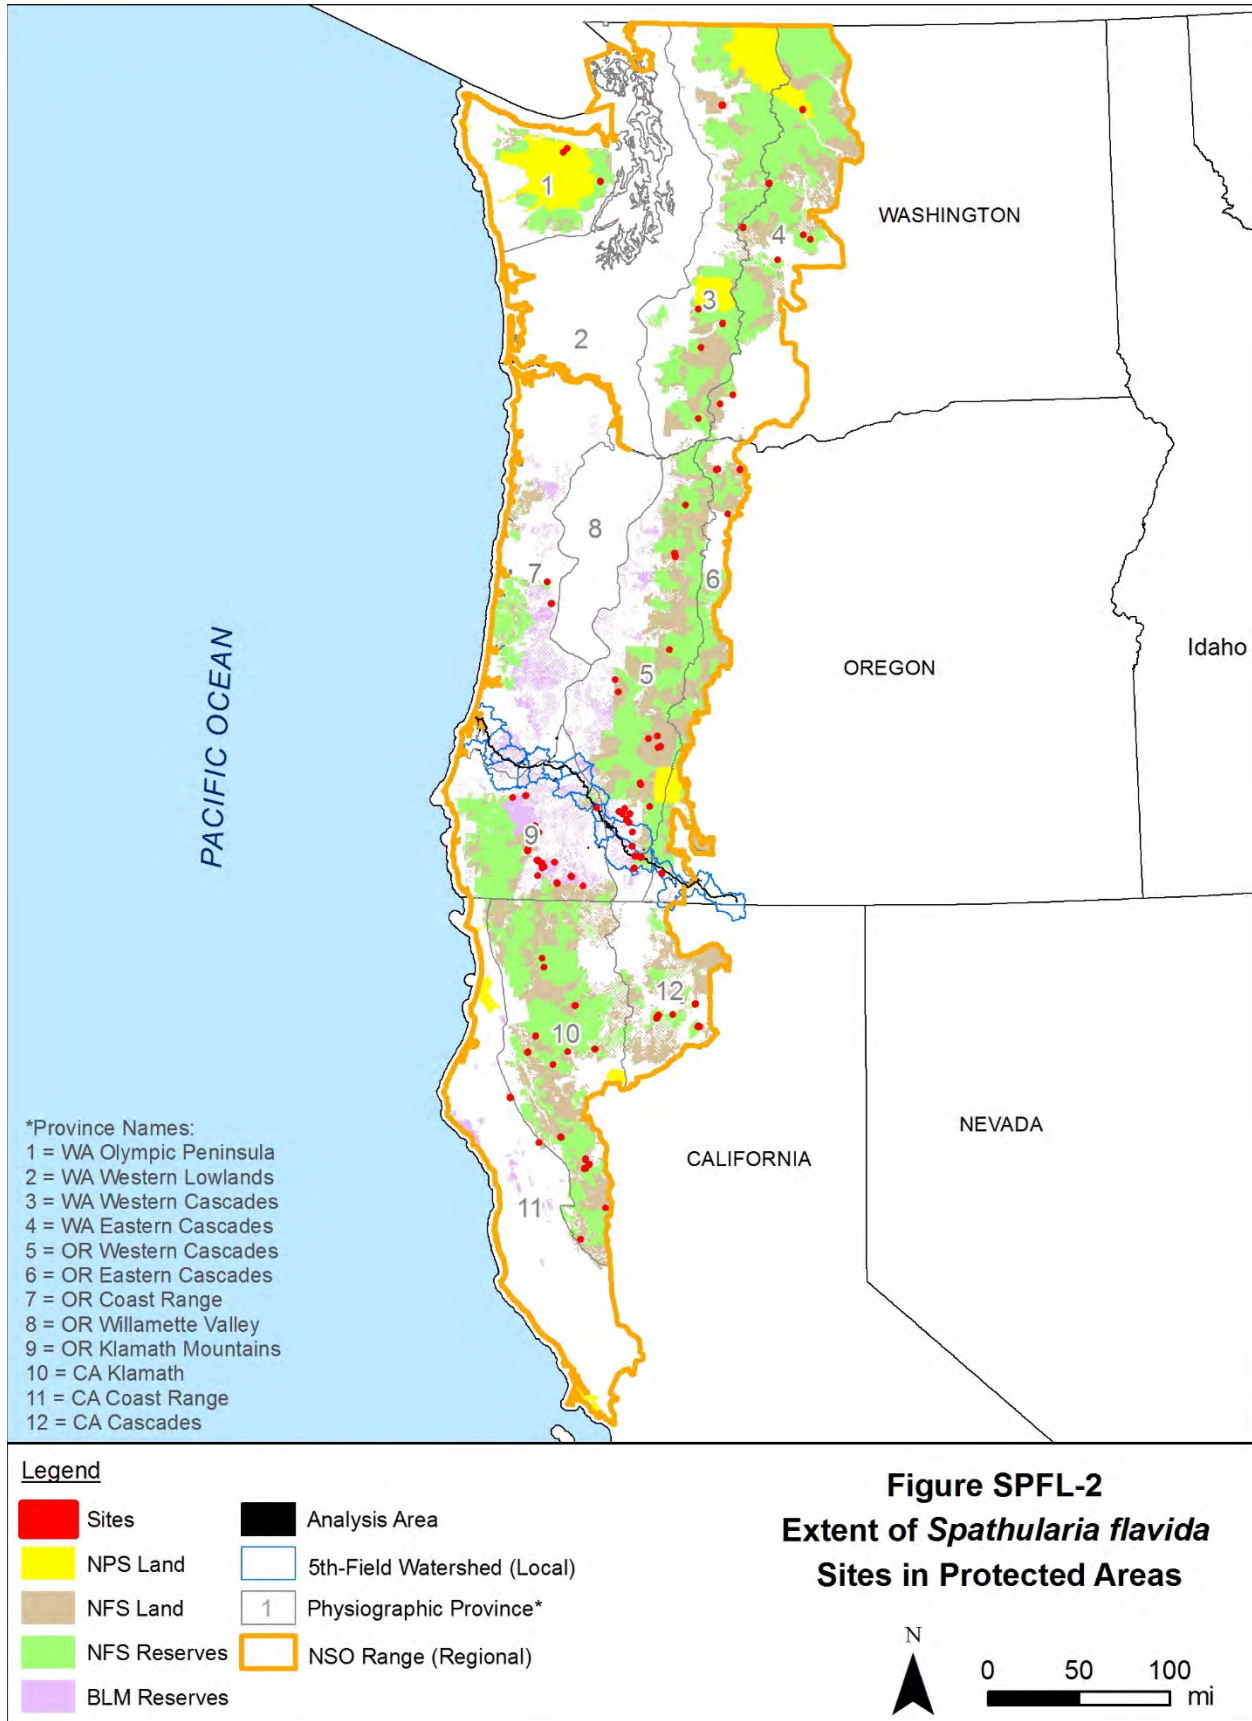 1
2
3
4
WASHINGTON
5
6
7
8
OREGON
Idaho
PACIFIC OCEAN
9
10
11
12
CALIFORNIA
NEVADA
*Province Names:
1 = WA Olympic Peninsula
2 = WA Western Lowlands
3 = WA Western Cascades
4 = WA Eastern Cascades
5 = OR Western Cascades
6 = OR Eastern Cascades
7 = OR Coast Range
8 = OR Willamette Valley
9 = OR Klamath Mountains
10 = CA Klamath
11 = CA Coast Range
12 = CA Cascades
Legend
Sites
NPS Land
NFS Land
NFS Reserves
BLM Reserves
Analysis Area
5th-Field Watershed (Local)
1
Physiographic Province*
NSO Range (Regional)
Figure SPFL-2
Extent of Spathularia flavida
Sites in Protected Areas
N
0 50 100
mi